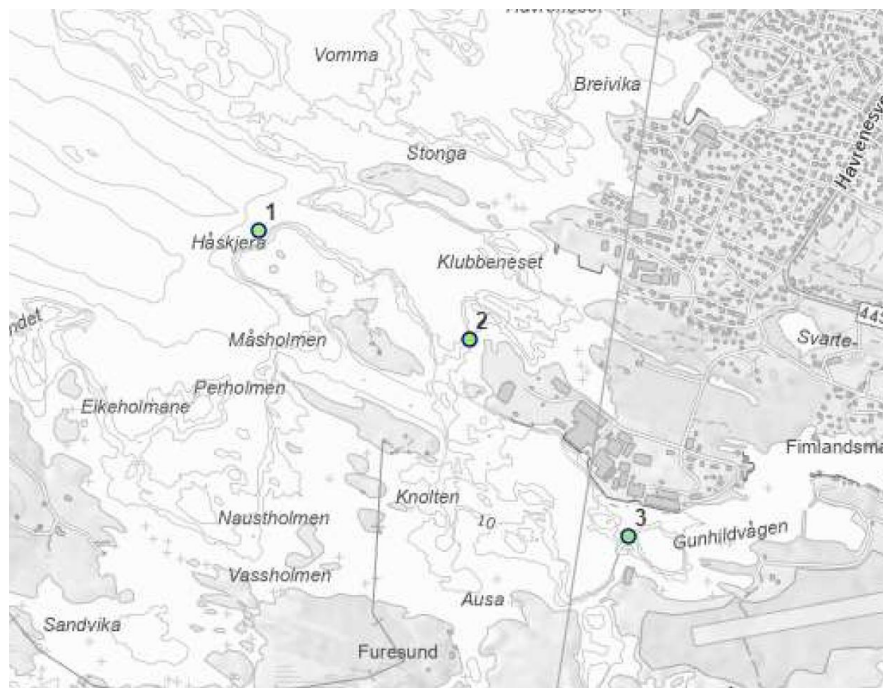 Vomma
Breivika
Stonga
Havrenesve
1
Håskjera
Klubbeneset
2
Måsholmen
Svarte-
Perholmen
Eikeholmane
Fimlandsma
Knolten
10
3
Naustholmen
Gunhildvågen
Vassholmen
Ausa
Sandvika
Furesund